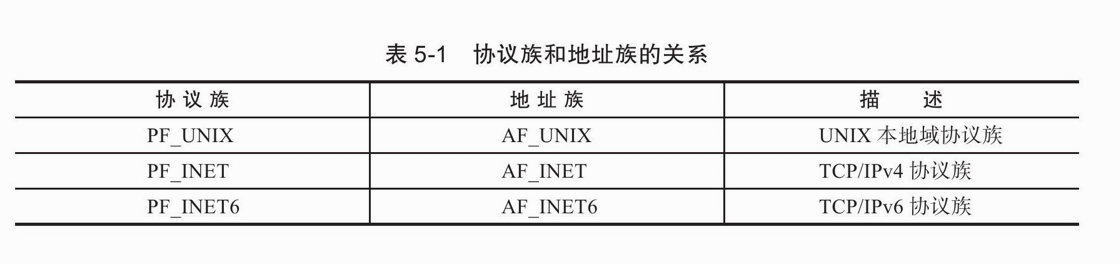 表 5-1 协议族和地址族的关系
协议族 地址族 描述
PF_UNIX AF_UNIX UNIX 本地域协议族
PF_INET AF_INET TCP/IPv4 协议族
PF_INET6 AF_INET6 TCP/IPv6 协议族